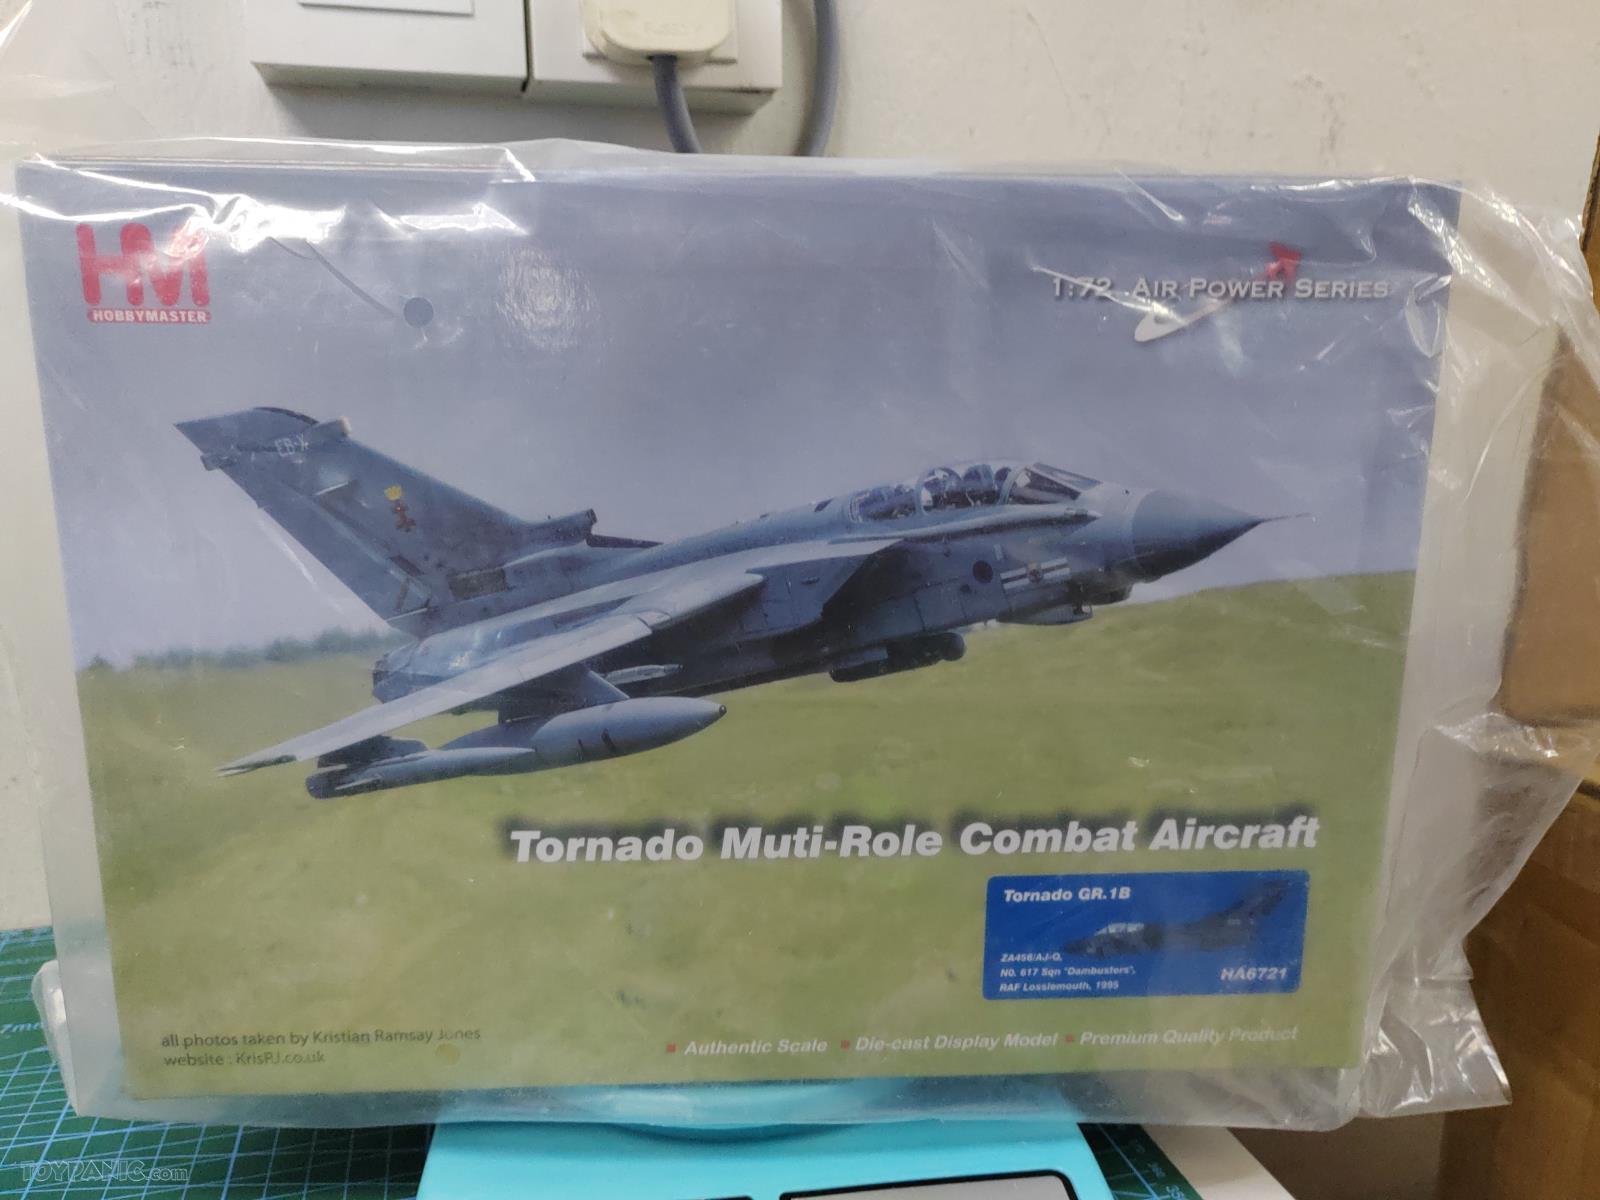 HM
HOBBYMASTER
1:72 AIR POWER SERIES
EB-X
Tornado Muti-Role Combat Aircraft
Tornado GR.1B
ZA456/AJ-Q,
NO. 617 Sqn "Dambusters",
RAF Lossiemouth, 1995
HA6721
all photos taken by Kristian Ramsay Jones
website : KrisRJ.co.uk
Authentic Scale Die-cast Display Model Premium Quality Product
TOYPANIC.com